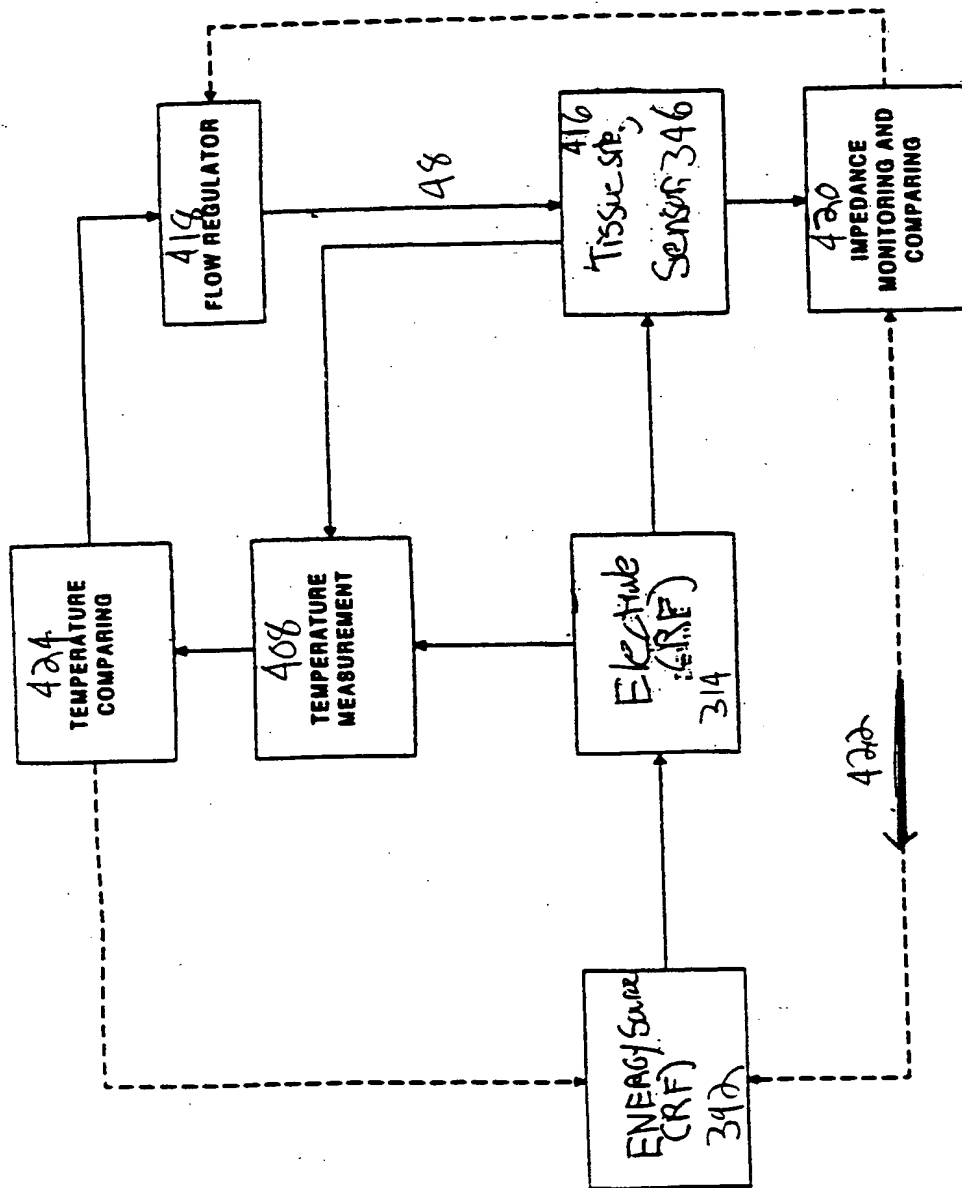 424
TEMPERATURE
COMPARING
418
FLOW REGULATOR
408
TEMPERATURE
MEASUREMENT
48
ENERGY Source
(RF)
392
Electrode
(RF)
314
416
Tissue site,
Sensor 346
422
420
IMPEDANCE
MONITORING AND
COMPARING